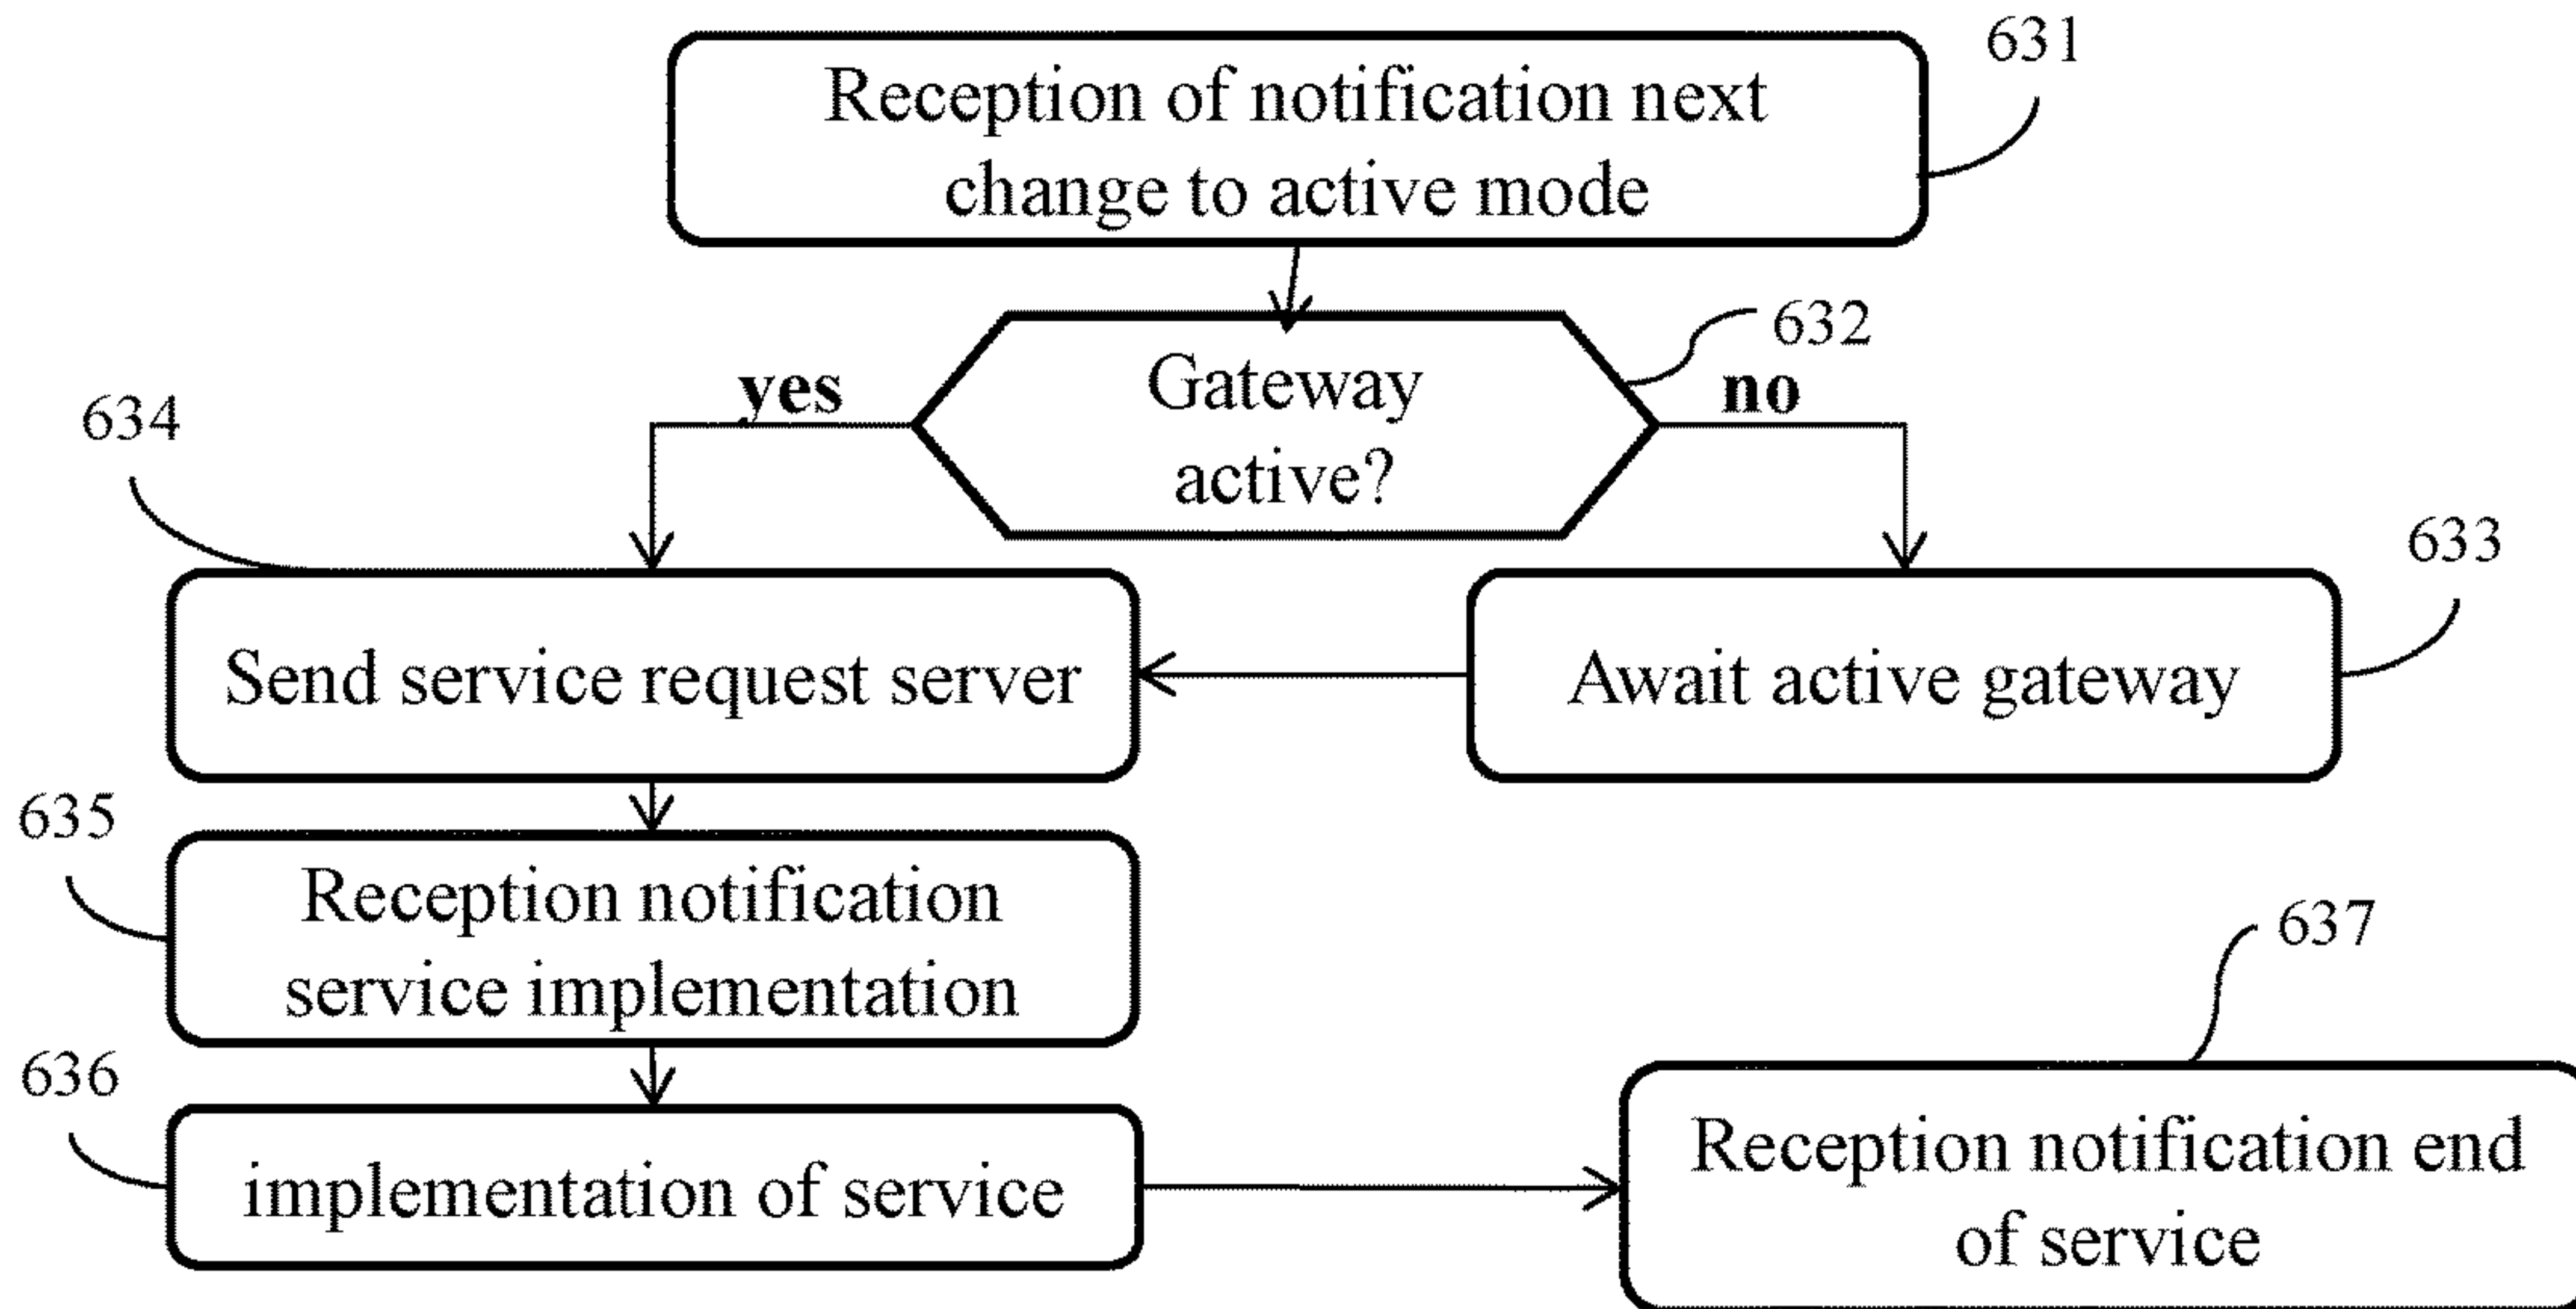 631
Reception of notification next
change to active mode
632
yes
no
Gateway
active?
634
633
Send service request server
Await active gateway
635
Reception notification
service implementation
637
636
implementation of service
Reception notification end
of service